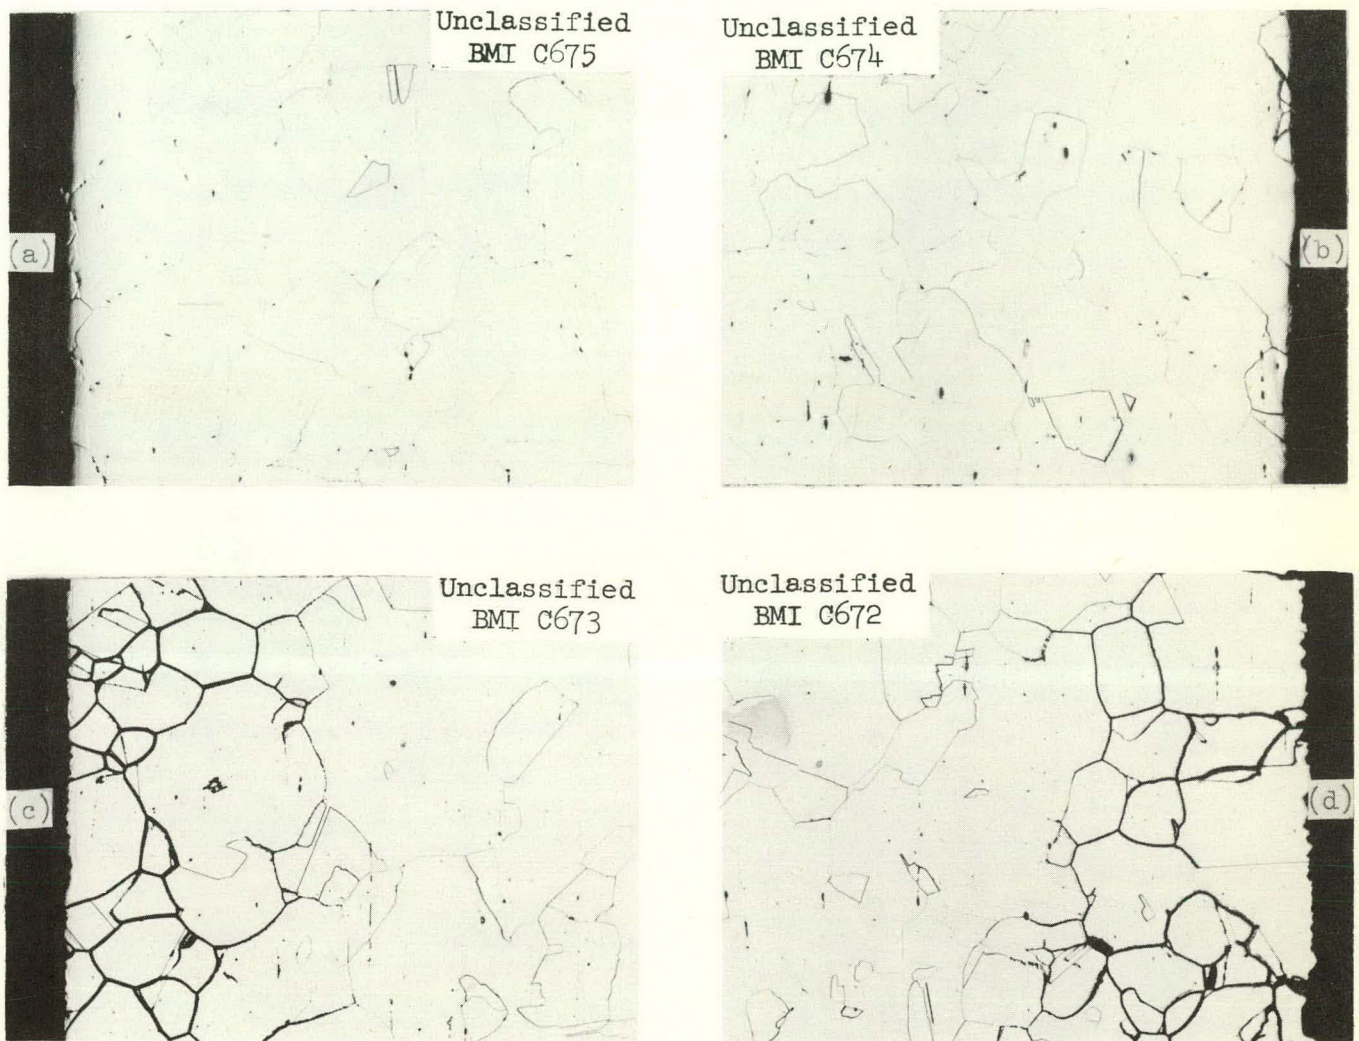 Unclassified
BMI C675
Unclassified
BMI C674
(a)
(b)
Unclassified
BMI C673
Unclassified
BMI C672
(c)
(d)